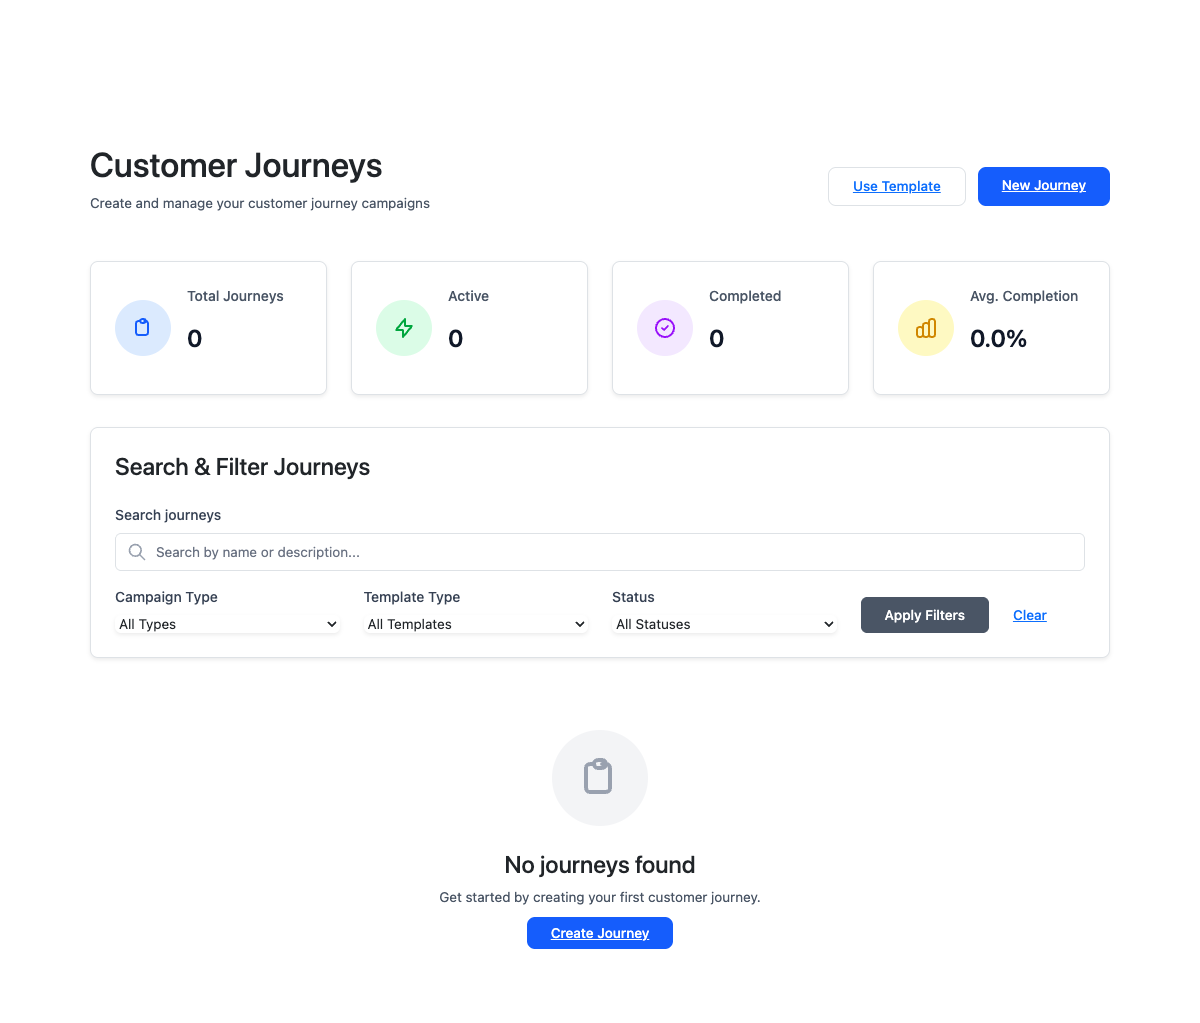 Customer Journeys
Create and manage your customer journey campaigns
Use Template
New Journey
Total Journeys
0
Active
0
Completed
0
Avg. Completion
0.0%
Search & Filter Journeys
Search journeys
Search by name or description...
Campaign Type
Template Type
Status
All Types
All Templates
All Statuses
Apply Filters
Clear
No journeys found
Get started by creating your first customer journey.
Create Journey